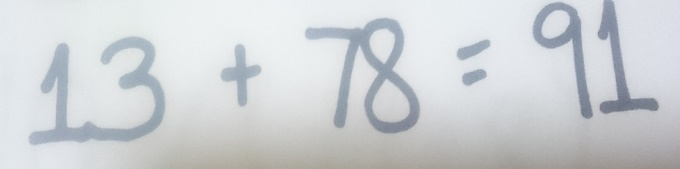 13 + 78 = 91